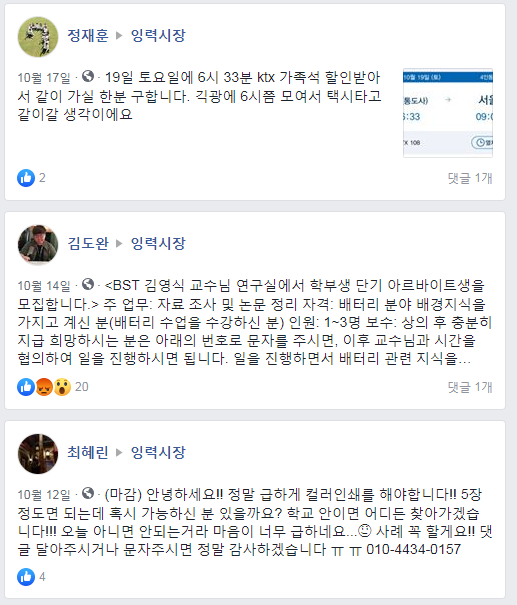 정재훈 ▶ 잉력시장
10월 17일 · 19일 토요일에 6시 33분 ktx 가족석 할인받아
서 같이 가실 한분 구합니다. 긱광에 6시쯤 모여서 택시타고
같이갈 생각이에요
10월 19일 (토)
4인동
통도사) → 서울
6:33 09:0
TX 108
열차
2 댓글 1개
김도완 ▶ 잉력시장
10월 14일 · <BST 김영식 교수님 연구실에서 학부생 단기 아르바이트생을
모집합니다.> 주 업무: 자료 조사 및 논문 정리 자격: 배터리 분야 배경지식을
가지고 계신 분(배터리 수업을 수강하신 분) 인원: 1~3명 보수: 상의 후 충분히
지급 희망하시는 분은 아래의 번호로 문자를 주시면, 이후 교수님과 시간을
협의하여 일을 진행하시면 됩니다. 일을 진행하면서 배터리 관련 지식을…
20 댓글 1개
최혜린 ▶ 잉력시장
10월 12일 · (마감) 안녕하세요!! 정말 급하게 컬러인쇄를 해야합니다!! 5장
정도면 되는데 혹시 가능하신 분 있을까요? 학교 안이면 어디든 찾아가겠습
니다!!! 오늘 아니면 안되는거라 마음이 너무 급하네요...🙂 사례 꼭 할게요!! 댓
글 달아주시거나 문자주시면 정말 감사하겠습니다 ㅠ ㅠ 010-4434-0157
4